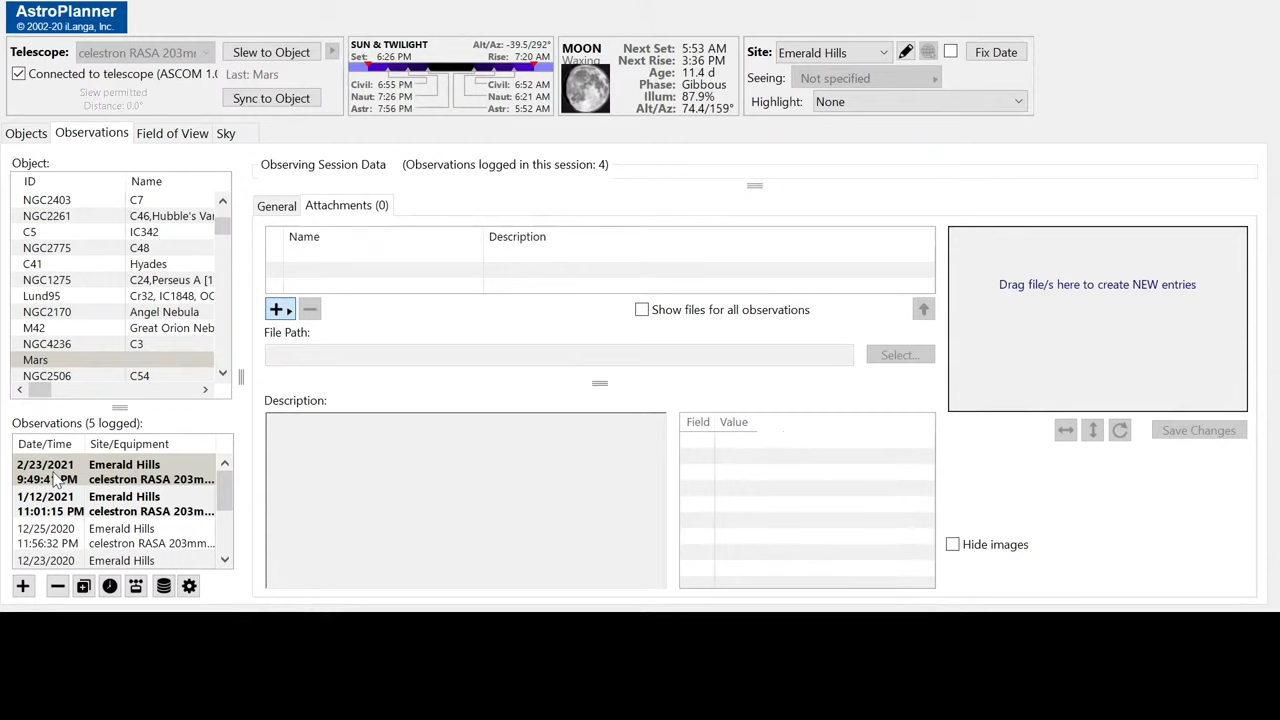 AstroPlanner
© 2002-20 iLanga, Inc.
Telescope: celestron RASA 203mr
Slew to Object
Connected to telescope (ASCOM 1.0
Last: Mars
Slew permitted
Distance: 0.0°
Sync to Object
SUN & TWILIGHT Alt/Az: -39.5/292°
Set: 6:26 PM Rise: 7:20 AM
Civil: 6:55 PM Civil: 6:52 AM
Naut: 7:26 PM Naut: 6:21 AM
Astr: 7:56 PM Astr: 5:52 AM
MOON
Waxing
Next Set: 5:53 AM
Next Rise: 3:36 PM
Age: 11.4 d
Phase: Gibbous
Illum: 87.9%
Alt/Az: 74.4/159°
Site: Emerald Hills
Fix Date
Seeing: Not specified
Highlight: None
Objects Observations Field of View Sky
Object:
ID Name
NGC2403 C7
NGC2261 C46,Hubble's Va
C5 IC342
NGC2775 C48
C41 Hyades
NGC1275 C24,Perseus A [1
Lund95 Cr32, IC1848, OC
NGC2170 Angel Nebula
M42 Great Orion Neb
NGC4236 C3
Mars
NGC2506 C54
Observations (5 logged):
Date/Time Site/Equipment
2/23/2021 Emerald Hills
9:49:4 PM celestron RASA 203m...
1/12/2021 Emerald Hills
11:01:15 PM celestron RASA 203m...
12/25/2020 Emerald Hills
11:56:32 PM celestron RASA 203mm...
12/23/2020 Emerald Hills
Observing Session Data (Observations logged in this session: 4)
General Attachments (0)
Name Description
Show files for all observations
File Path:
Select...
Description:
Field Value
Drag file/s here to create NEW entries
Save Changes
Hide images